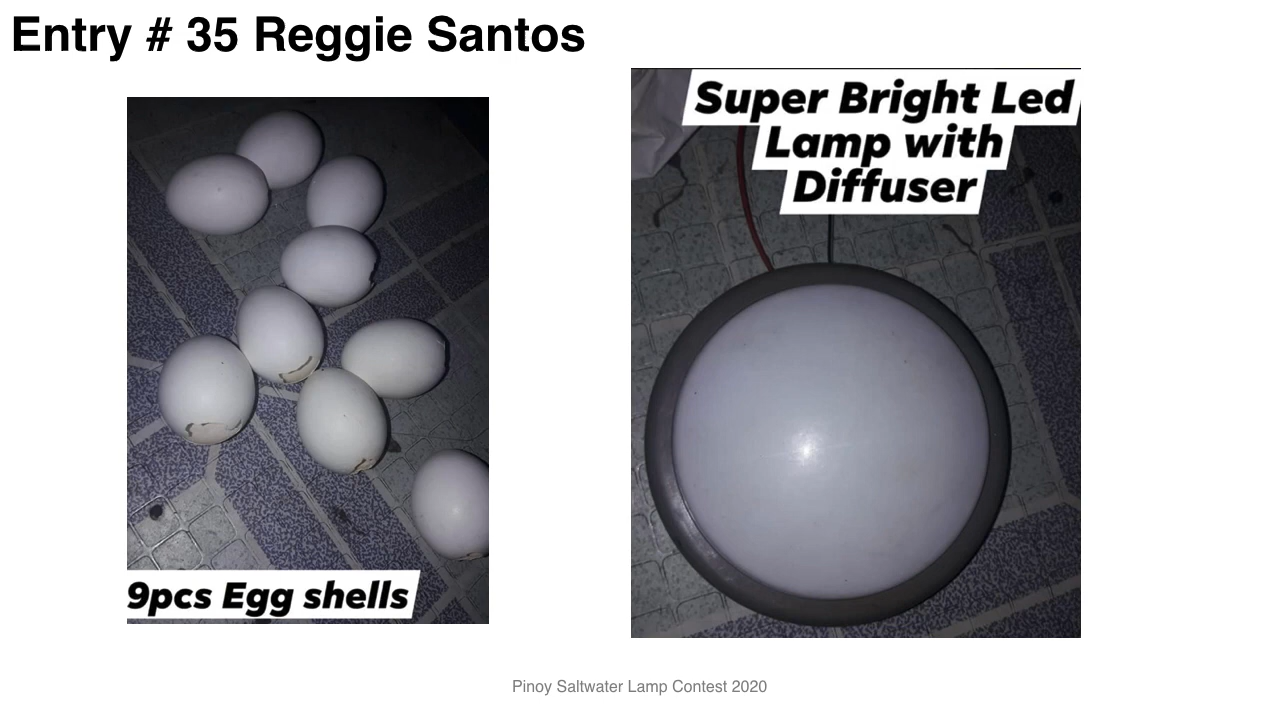 Entry # 35 Reggie Santos
Super Bright Led
Lamp with
Diffuser
9pcs Egg shells
Pinoy Saltwater Lamp Contest 2020